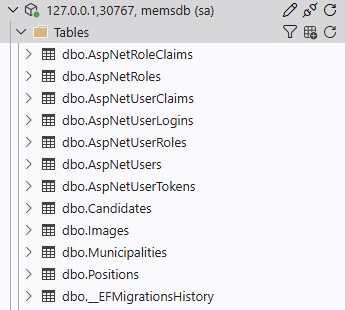 127.0.0.1,30767, memsdb (sa)
Tables
dbo.AspNetRoleClaims
dbo.AspNetRoles
dbo.AspNetUserClaims
dbo.AspNetUserLogins
dbo.AspNetUserRoles
dbo.AspNetUsers
dbo.AspNetUserTokens
dbo.Candidates
dbo.Images
dbo.Municipalities
dbo.Positions
dbo.__EFMigrationsHistory